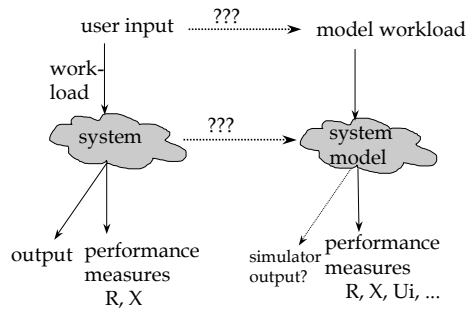 user input
???
model workload
work-
load
system
???
system
model
output
performance
measures
R, X
simulator
output?
performance
measures
R, X, Ui, ...